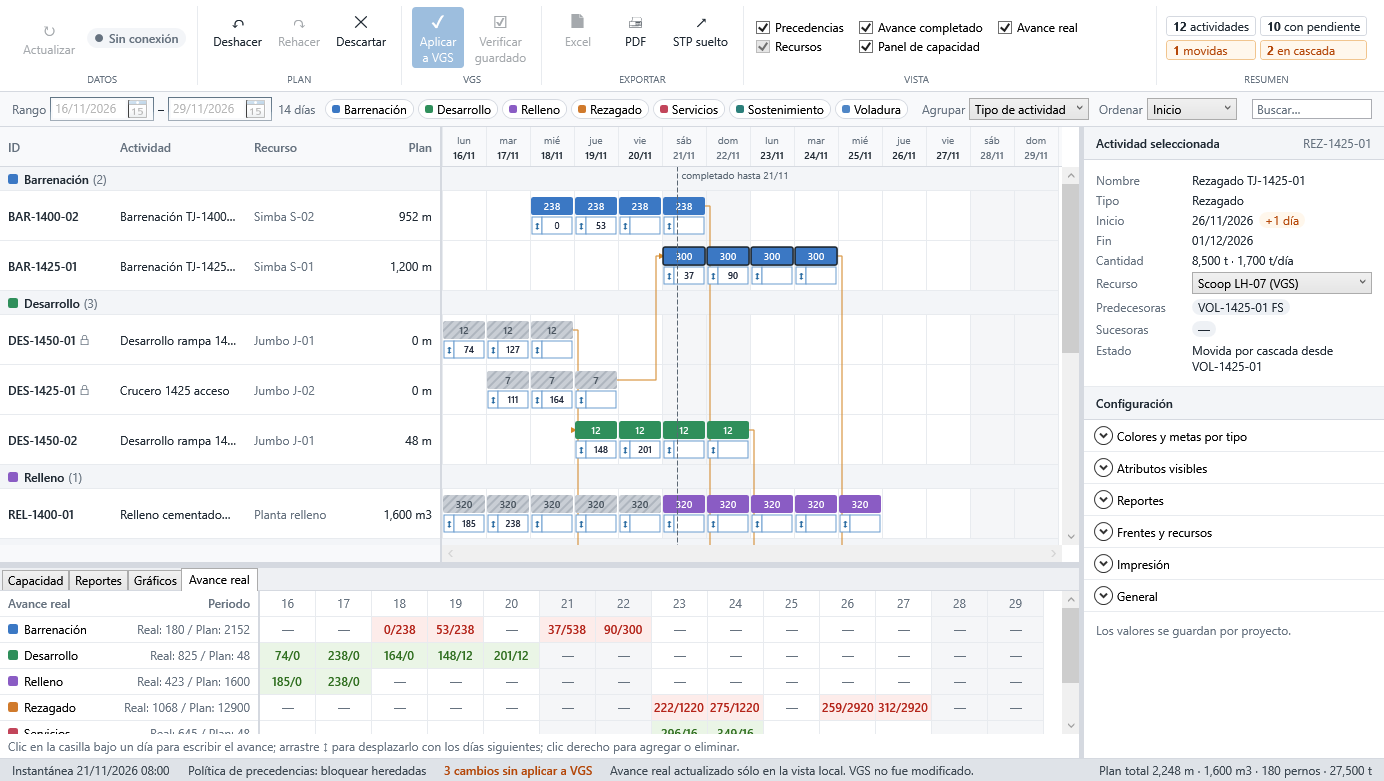 Actualizar
Sin conexión
DATOS
Deshacer
Rehacer
Descartar
PLAN
Aplicar a VGS
Verificar guardado
VGS
Excel
PDF
STP suelto
EXPORTAR
Precedencias
Avance completado
Avance real
Recursos
Panel de capacidad
VISTA
12 actividades
10 con pendiente
1 movidas
2 en cascada
RESUMEN
Rango 16/11/2026 15 – 29/11/2026 15 14 días
Barrenación
Desarrollo
Relleno
Rezagado
Servicios
Sostenimiento
Voladura
Agrupar Tipo de actividad
Ordenar Inicio
Buscar...
ID Actividad Recurso Plan
lun mar mié jue vie sáb dom lun mar mié jue vie sáb dom
16/11 17/11 18/11 19/11 20/11 21/11 22/11 23/11 24/11 25/11 26/11 27/11 28/11 29/11
completado hasta 21/11
Barrenación (2)
BAR-1400-02 Barrenación TJ-1400... Simba S-02 952 m
238 238 238 238
0 53
BAR-1425-01 Barrenación TJ-1425... Simba S-01 1,200 m
300 300 300 300
37 90
Desarrollo (3)
DES-1450-01 Desarrollo rampa 14... Jumbo J-01 0 m
12 12 12
74 127
DES-1425-01 Crucero 1425 acceso Jumbo J-02 0 m
7 7 7
111 164
DES-1450-02 Desarrollo rampa 14... Jumbo J-01 48 m
12 12 12 12
148 201
Relleno (1)
REL-1400-01 Relleno cementado... Planta relleno 1,600 m3
320 320 320 320 320 320 320 320 320 320
185 238
Actividad seleccionada REZ-1425-01
Nombre Rezagado TJ-1425-01
Tipo Rezagado
Inicio 26/11/2026 +1 día
Fin 01/12/2026
Cantidad 8,500 t · 1,700 t/día
Recurso Scoop LH-07 (VGS)
Predecesoras VOL-1425-01 FS
Sucesoras —
Estado Movida por cascada desde
VOL-1425-01
Configuración
Colores y metas por tipo
Atributos visibles
Reportes
Frentes y recursos
Impresión
General
Los valores se guardan por proyecto.
Capacidad Reportes Gráficos Avance real
Avance real Periodo 16 17 18 19 20 21 22 23 24 25 26 27 28 29
Barrenación Real: 180 / Plan: 2152 — — 0/238 53/238 — 37/538 90/300 — — — — — — —
Desarrollo Real: 825 / Plan: 48 74/0 238/0 164/0 148/12 201/12 — — — — — — — — —
Relleno Real: 423 / Plan: 1600 185/0 238/0 — — — — — — — — — — — —
Rezagado Real: 1068 / Plan: 12900 — — — — — — — 222/1220 275/1220 — 259/2920 312/2920 — —
Servicios Real: 645 / Plan: 48 296/16 349/16
Clic en la casilla bajo un día para escribir el avance; arrastre ↕ para desplazarlo con los días siguientes; clic derecho para agregar o eliminar.
Instantánea 21/11/2026 08:00 Política de precedencias: bloquear heredadas 3 cambios sin aplicar a VGS Avance real actualizado sólo en la vista local. VGS no fue modificado. Plan total 2,248 m · 1,600 m3 · 180 pernos · 27,500 t